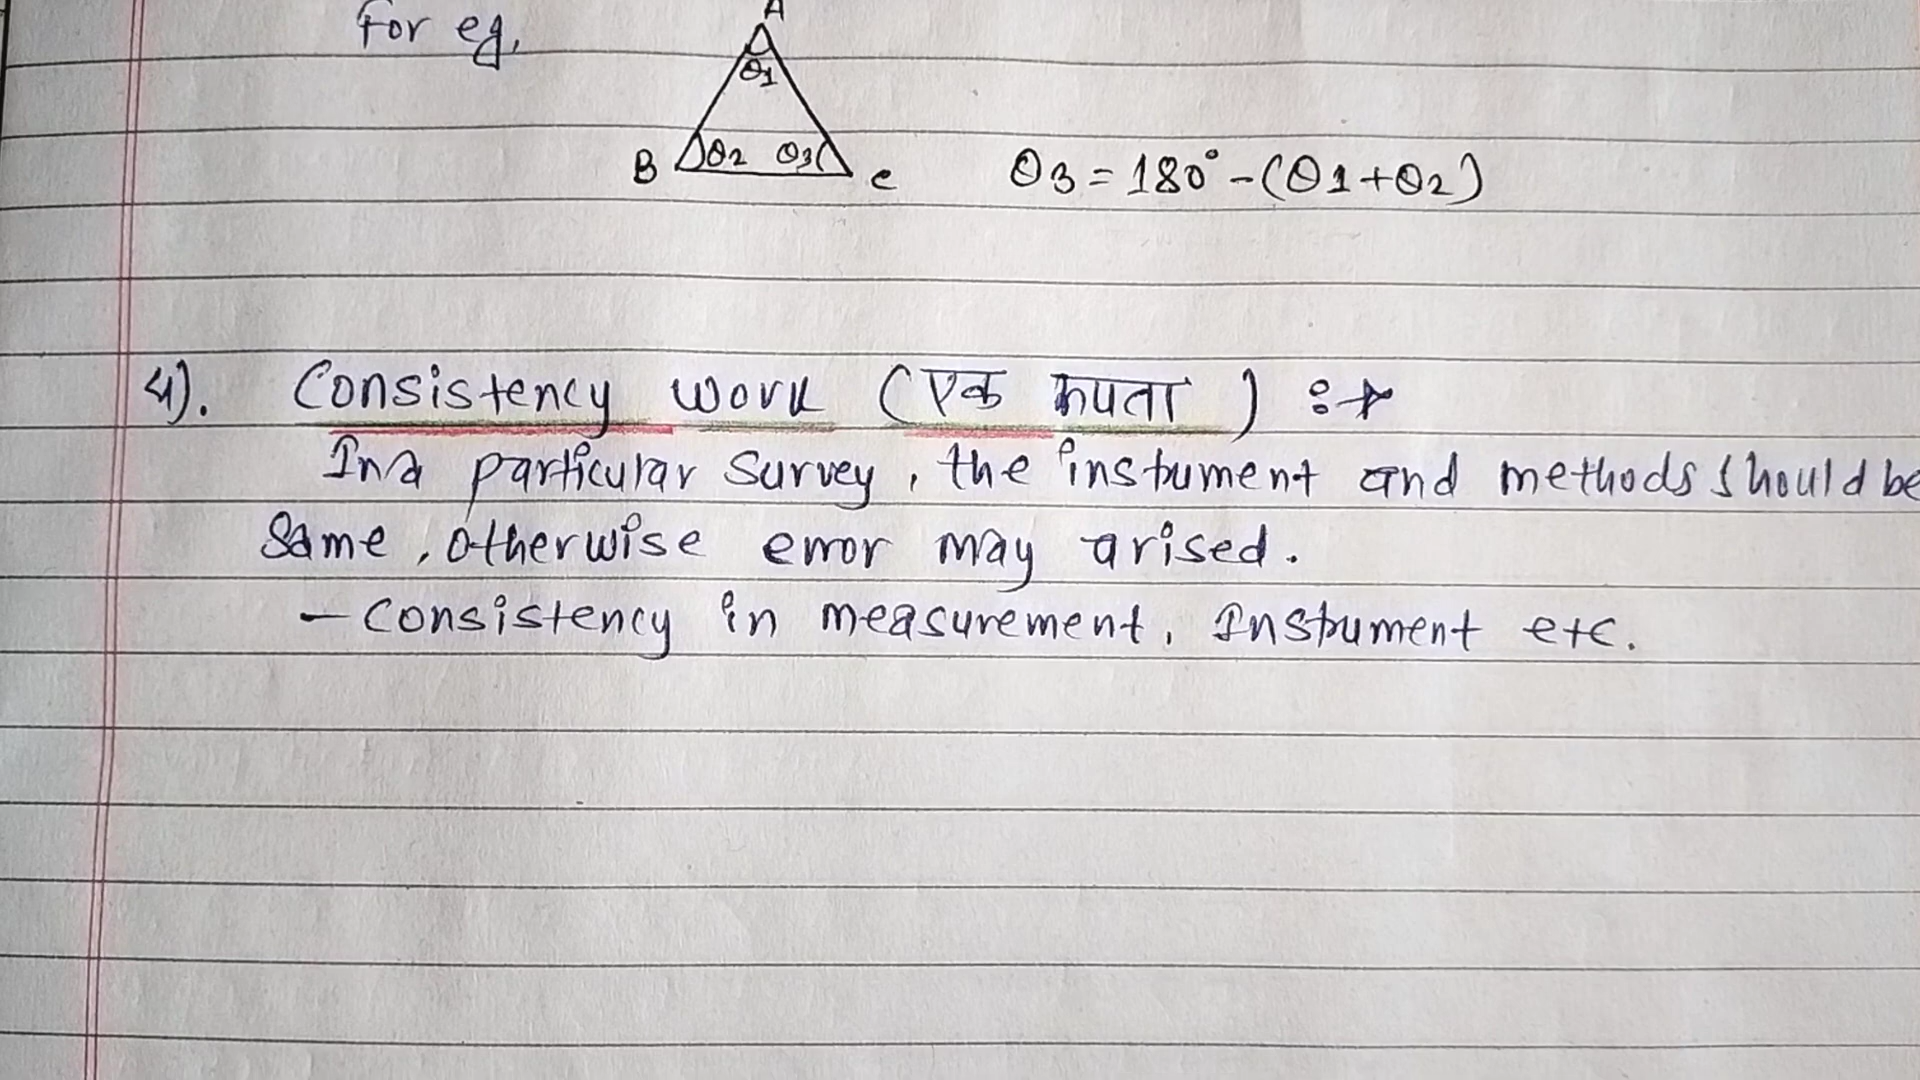 For eg,
A
θ1
B θ2 θ3 c
θ3 = 180° - (θ1+θ2)
4). Consistency work (एक रूपता ) :→
In a particular survey, the instrument and methods should be
same, otherwise error may arised.
- Consistency in measurement, Instrument etc.